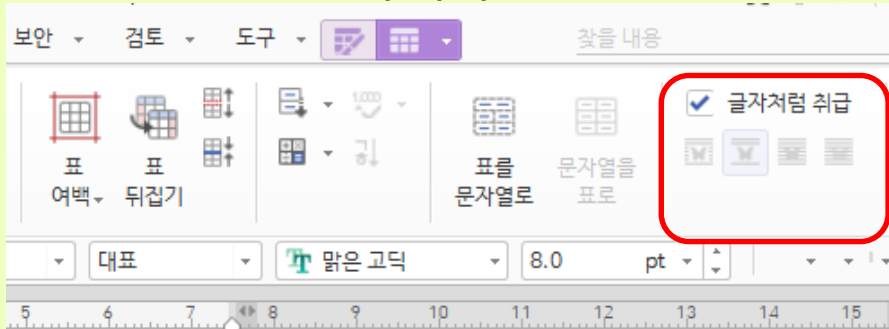 보안 검토 도구 찾을 내용
글자처럼 취급
1,000
표 여백 표 뒤집기 표를 문자열로 문자열을 표로
대표 맑은 고딕 8.0 pt
5 6 7 8 9 10 11 12 13 14 15